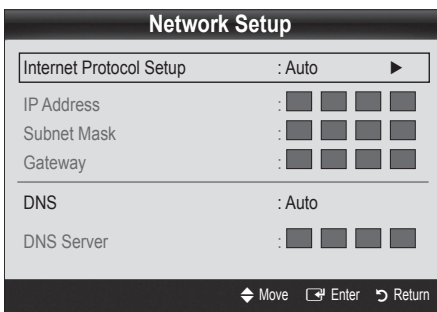 Network Setup
Internet Protocol Setup : Auto ►
IP Address :
Subnet Mask :
Gateway :
DNS : Auto
DNS Server :
Move Enter Return